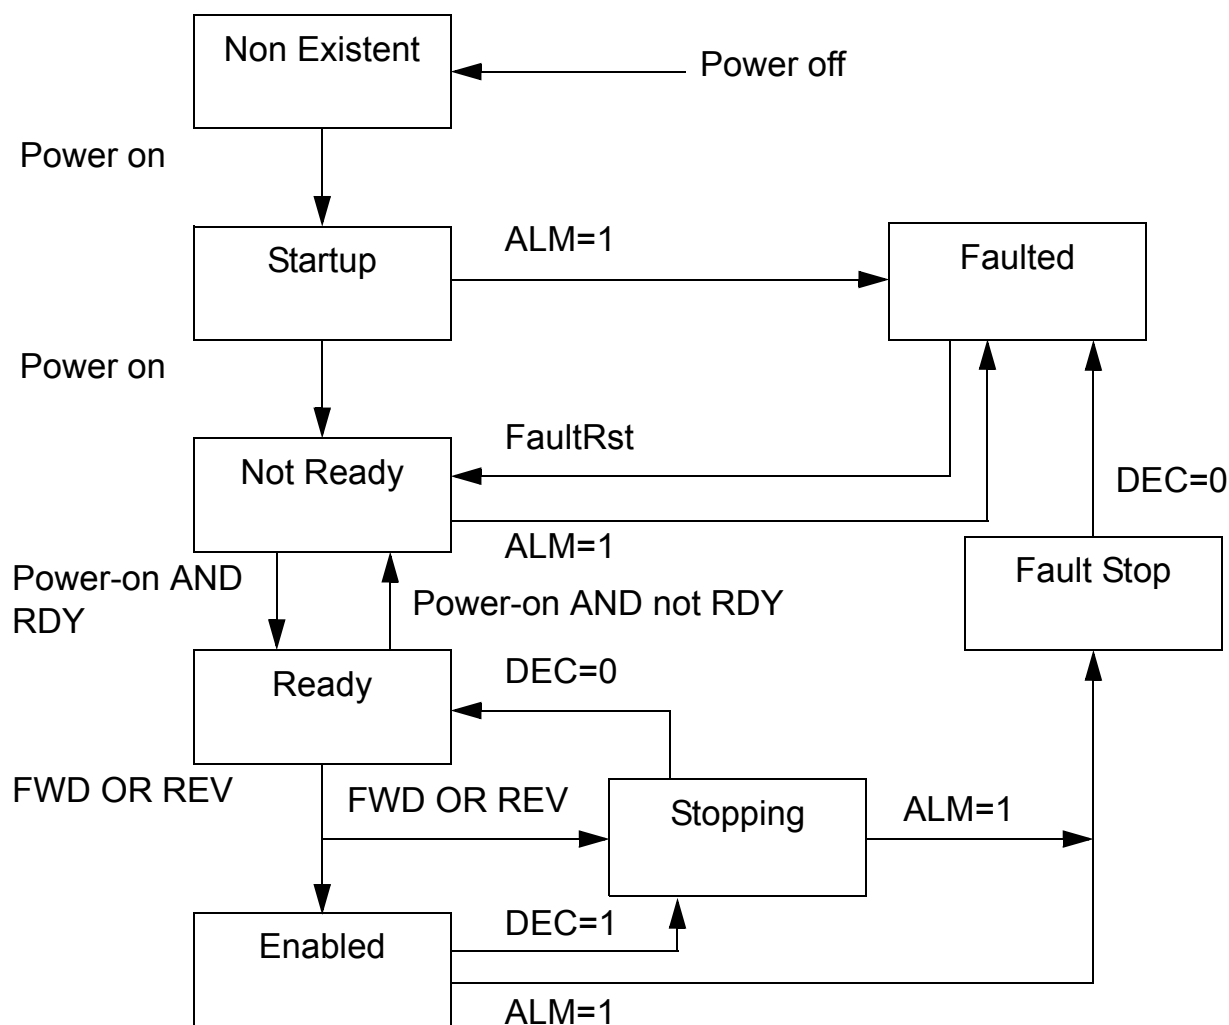 Non Existent
Power off
Power on
Startup
ALM=1
Faulted
Power on
Not Ready
FaultRst
DEC=0
ALM=1
Fault Stop
Power-on AND
RDY
Power-on AND not RDY
Ready
DEC=0
FWD OR REV
FWD OR REV
Stopping
ALM=1
Enabled
DEC=1
ALM=1